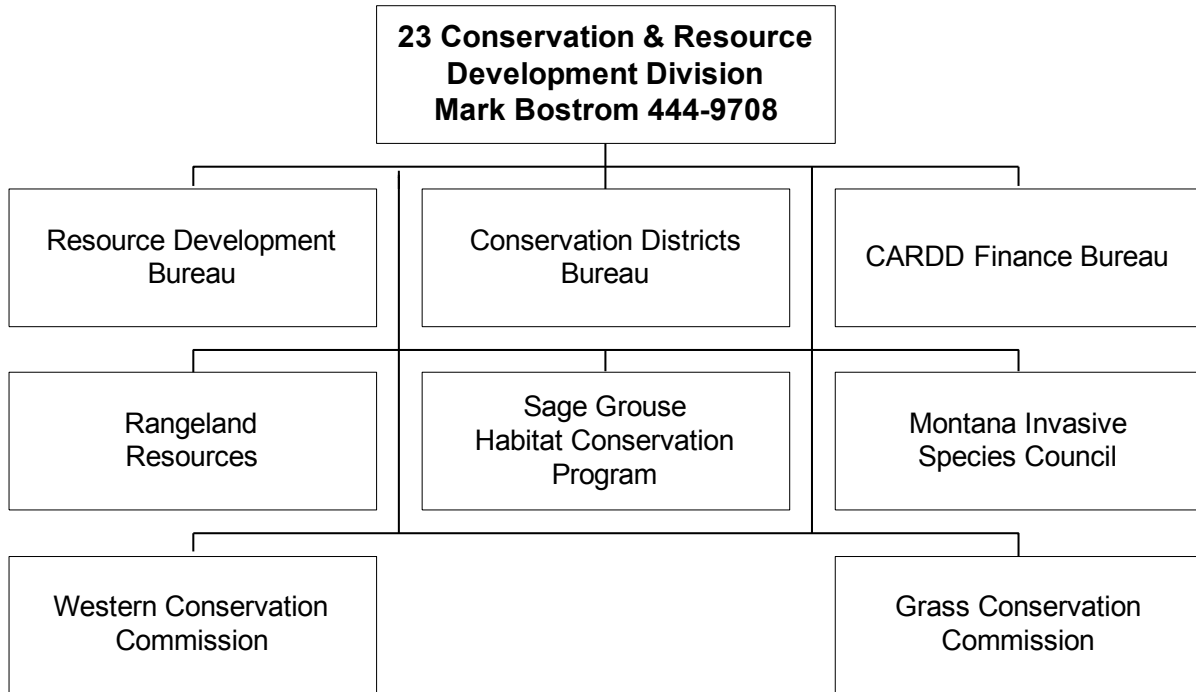 23 Conservation & Resource
Development Division
Mark Bostrom 444-9708
Resource Development
Bureau
Conservation Districts
Bureau
CARDD Finance Bureau
Rangeland
Resources
Sage Grouse
Habitat Conservation
Program
Montana Invasive
Species Council
Western Conservation
Commission
Grass Conservation
Commission